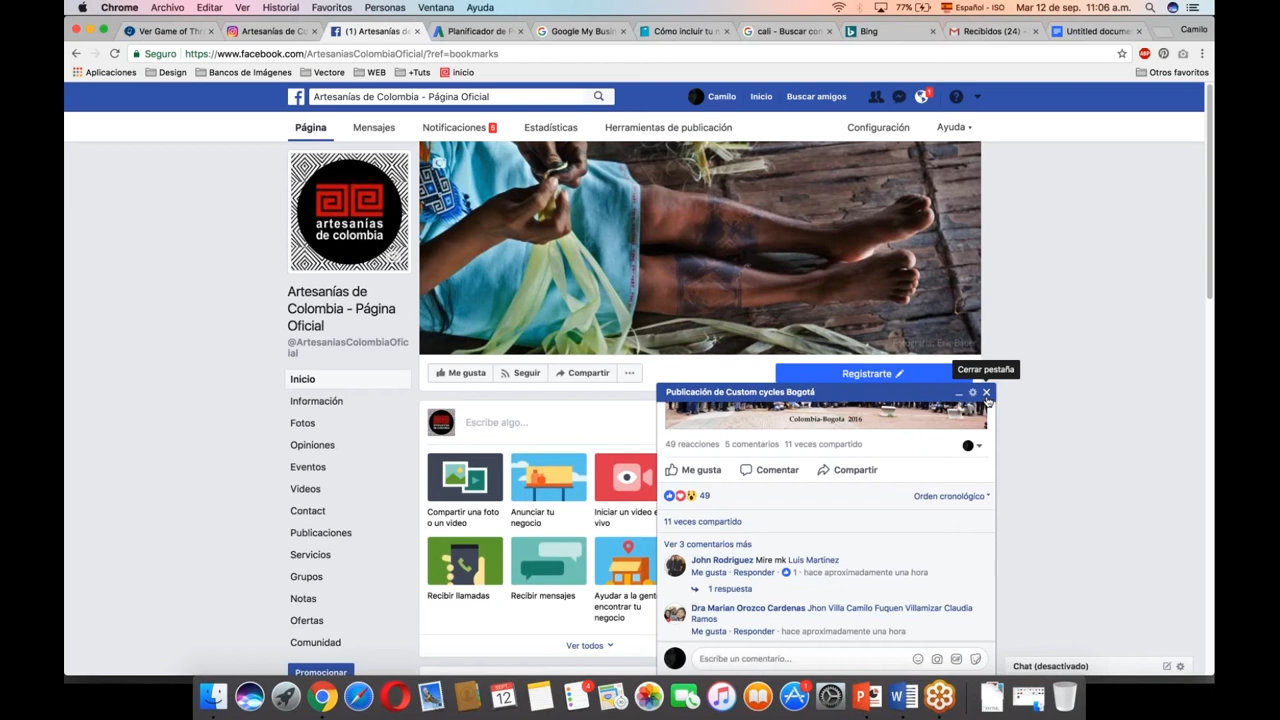 Chrome Archivo Editar Ver Historial Favoritos Personas Ventana Ayuda 77% Español - ISO Mar 12 de sep. 11:06 a.m.
Ver Game of Thr (1) Artesanías de Planificador de P Google My Busin Cómo incluir tu n cali - Buscar con Bing Recibidos (24) - Untitled docume Camilo
Instagram Artesanías de Co
Seguro https://www.facebook.com/ArtesaniasColombiaOficial/?ref=bookmarks
Aplicaciones Design Bancos de Imágenes Vectore WEB +Tuts inicio Otros favoritos
Artesanías de Colombia - Página Oficial Camilo Inicio Buscar amigos 1
Página Mensajes Notificaciones 5 Estadísticas Herramientas de publicación Configuración Ayuda
artesanías
de colombia
Artesanías de
Colombia - Página
Oficial
@ArtesaniasColombiaOfic
ial
Inicio
Información
Fotos
Opiniones
Eventos
Videos
Contact
Publicaciones
Servicios
Grupos
Notas
Ofertas
Comunidad
Promocionar
Me gusta Seguir Compartir
Registrarte
Cerrar pestaña
Escribe algo...
Compartir una foto
o un video
Anunciar tu
negocio
Iniciar un video e
vivo
Recibir llamadas
Recibir mensajes
Ayudar a la gent
encontrar tu
negocio
Ver todos
Publicación de Custom cycles Bogotá
Colombia-Bogota 2016
49 reacciones 5 comentarios 11 veces compartido
Me gusta Comentar Compartir
49 Orden cronológico
11 veces compartido
Ver 3 comentarios más
John Rodriguez Mire mk Luis Martinez
Me gusta · Responder · 1 · hace aproximadamente una hora
1 respuesta
Dra Marian Orozco Cardenas Jhon Villa Camilo Fuquen Villamizar Claudia
Ramos
Me gusta · Responder · hace aproximadamente una hora
Escribe un comentario...
Chat (desactivado)